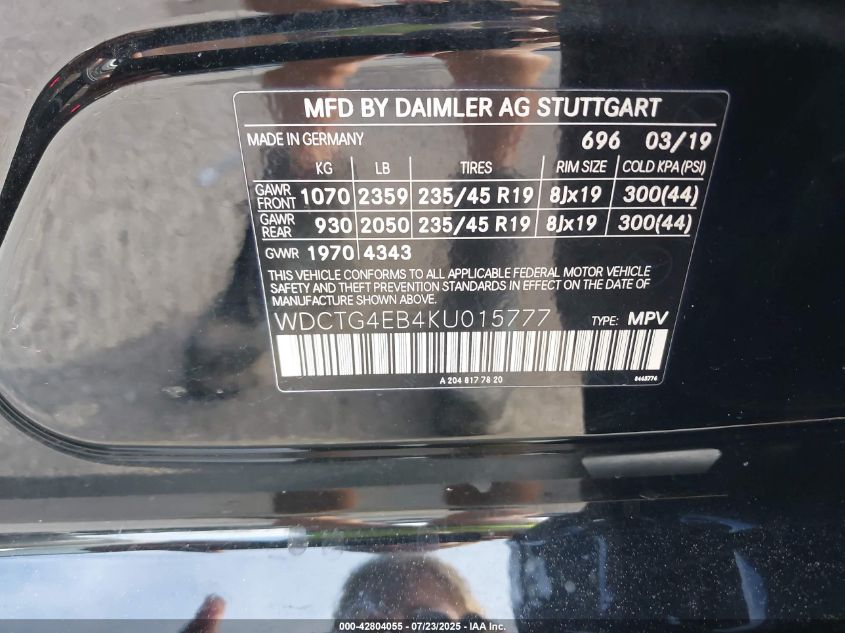 MFD BY DAIMLER AG STUTTGART
MADE IN GERMANY 696 03/19
KG LB TIRES RIM SIZE COLD KPA (PSI)
GAWR FRONT 1070 2359 235/45 R19 8Jx19 300(44)
GAWR REAR 930 2050 235/45 R19 8Jx19 300(44)
GVWR 1970 4343
THIS VEHICLE CONFORMS TO ALL APPLICABLE FEDERAL MOTOR VEHICLE
SAFETY AND THEFT PREVENTION STANDARDS IN EFFECT ON THE DATE OF
MANUFACTURE SHOWN ABOVE.
WDCTG4EB4KU015777 TYPE: MPV
A 204 817 78 20 8465774
000-42804055 - 07/23/2025 - IAA Inc.